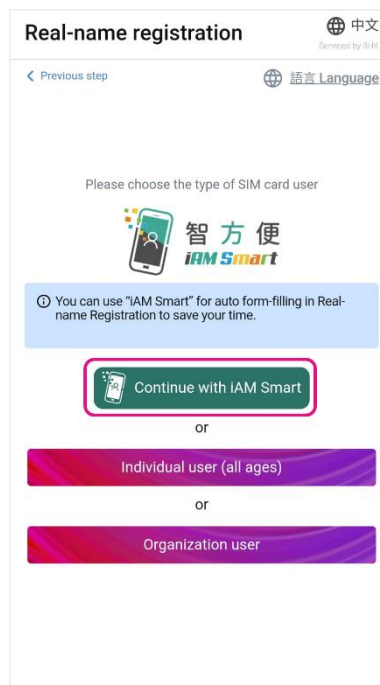 Real-name registration
中文
Services by 3HK
Previous step
語言 Language
Please choose the type of SIM card user
智方便
iAM Smart
You can use “iAM Smart” for auto form-filling in Real-
name Registration to save your time.
Continue with iAM Smart
or
Individual user (all ages)
or
Organization user